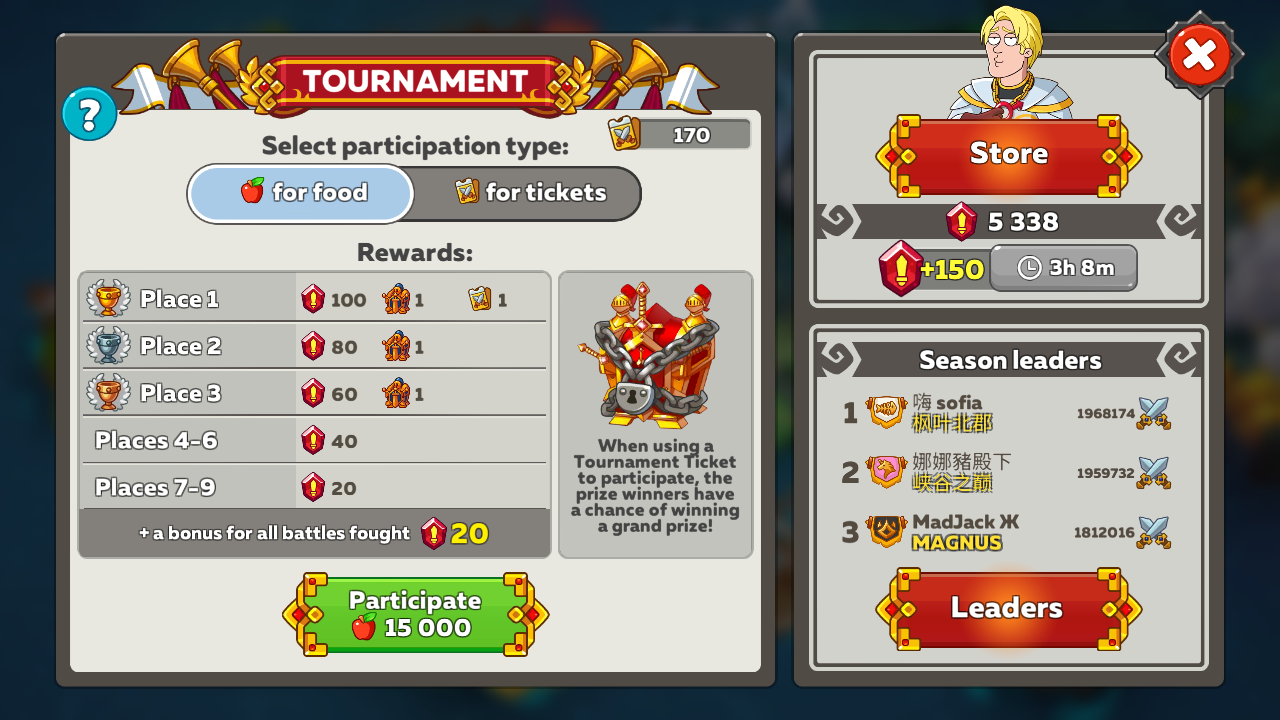 TOURNAMENT
?
170
Select participation type:
for food
for tickets
Rewards:
Place 1 100 1 1
Place 2 80 1
Place 3 60 1
Places 4-6 40
Places 7-9 20
+ a bonus for all battles fought 20
When using a
Tournament Ticket
to participate, the
prize winners have
a chance of winning
a grand prize!
Participate
15 000
Store
5 338
+150
3h 8m
Season leaders
1 嗨 sofia 1968174
枫叶北郡
2 娜娜豬殿下 1959732
峡谷之巅
3 MadJack Ж 1812016
MAGNUS
Leaders